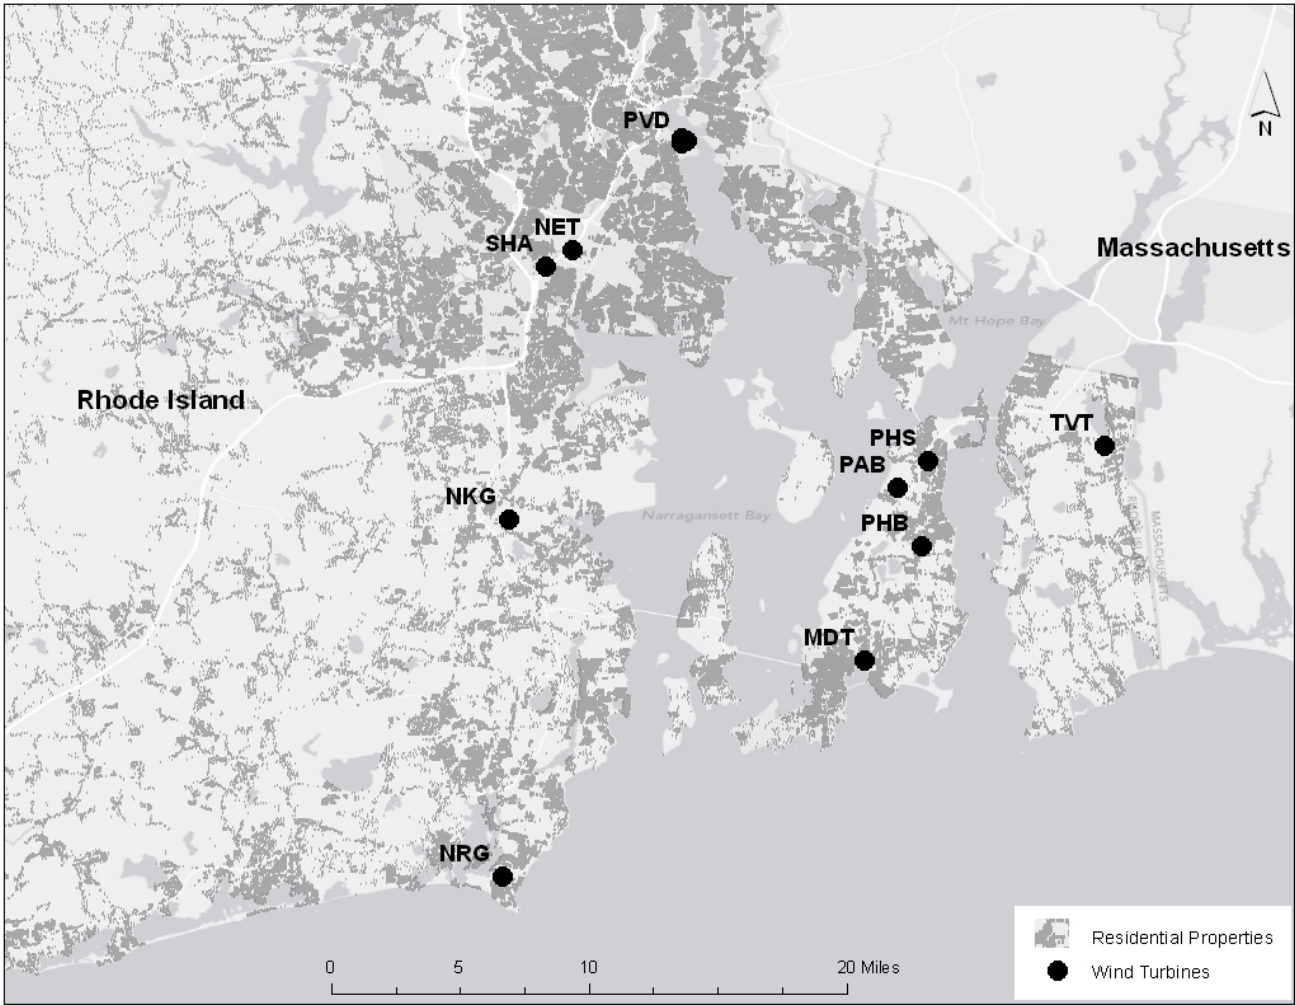 PVD
N
NET
SHA
Massachusetts
Mt Hope Bay
Rhode Island
TVT
PHS
PAB
NKG
Narragansett Bay
PHB
MASSACHUSETTS
MDT
NRG
Residential Properties
0 5 10 20 Miles
Wind Turbines